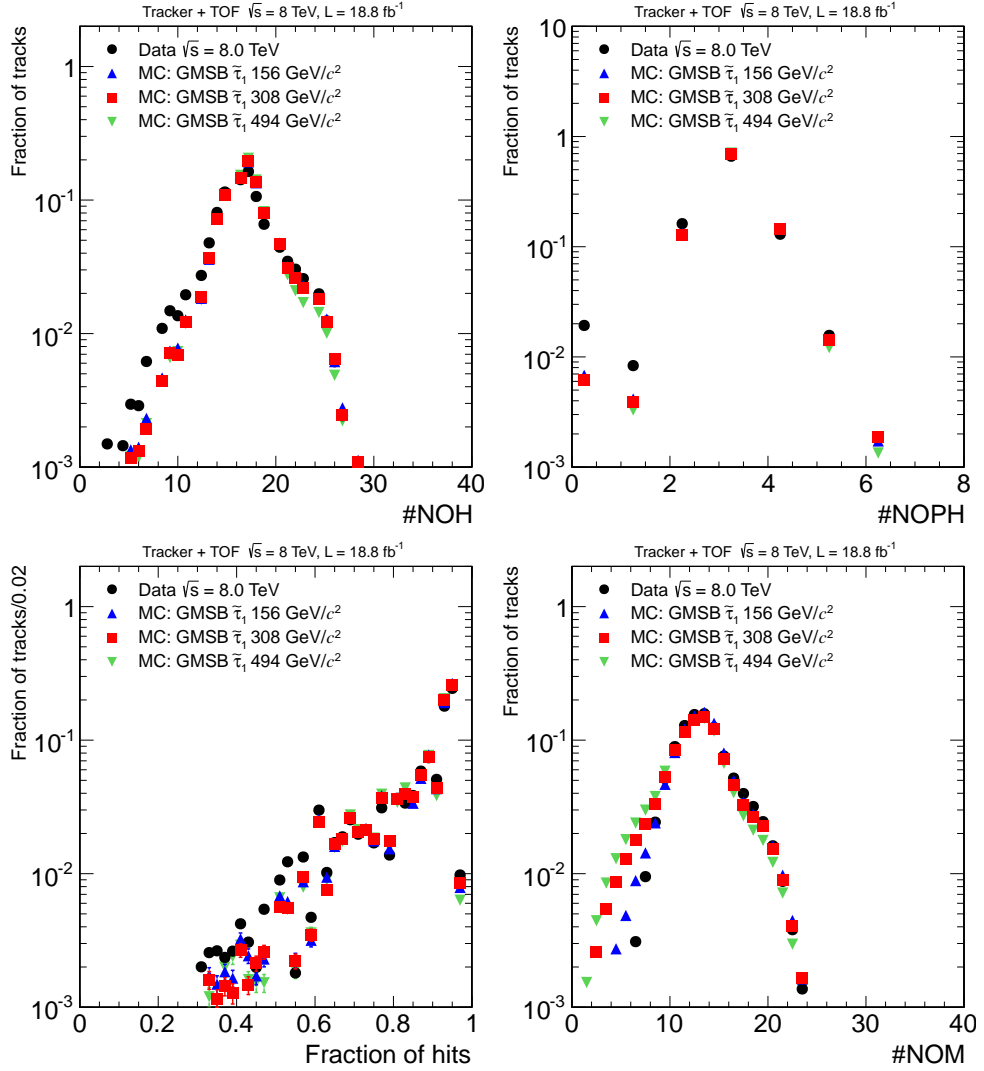 Tracker + TOF √s = 8 TeV, L = 18.8 fb⁻¹
Fraction of tracks
1
10⁻¹
10⁻²
10⁻³
Data √s = 8.0 TeV
MC: GMSB τ̃₁ 156 GeV/c²
MC: GMSB τ̃₁ 308 GeV/c²
MC: GMSB τ̃₁ 494 GeV/c²
0 10 20 30 40
#NOH
Tracker + TOF √s = 8 TeV, L = 18.8 fb⁻¹
Fraction of tracks
10
1
10⁻¹
10⁻²
10⁻³
Data √s = 8.0 TeV
MC: GMSB τ̃₁ 156 GeV/c²
MC: GMSB τ̃₁ 308 GeV/c²
MC: GMSB τ̃₁ 494 GeV/c²
0 2 4 6 8
#NOPH
Tracker + TOF √s = 8 TeV, L = 18.8 fb⁻¹
Fraction of tracks/0.02
1
10⁻¹
10⁻²
10⁻³
Data √s = 8.0 TeV
MC: GMSB τ̃₁ 156 GeV/c²
MC: GMSB τ̃₁ 308 GeV/c²
MC: GMSB τ̃₁ 494 GeV/c²
0 0.2 0.4 0.6 0.8 1
Fraction of hits
Tracker + TOF √s = 8 TeV, L = 18.8 fb⁻¹
Fraction of tracks
1
10⁻¹
10⁻²
10⁻³
Data √s = 8.0 TeV
MC: GMSB τ̃₁ 156 GeV/c²
MC: GMSB τ̃₁ 308 GeV/c²
MC: GMSB τ̃₁ 494 GeV/c²
0 10 20 30 40
#NOM